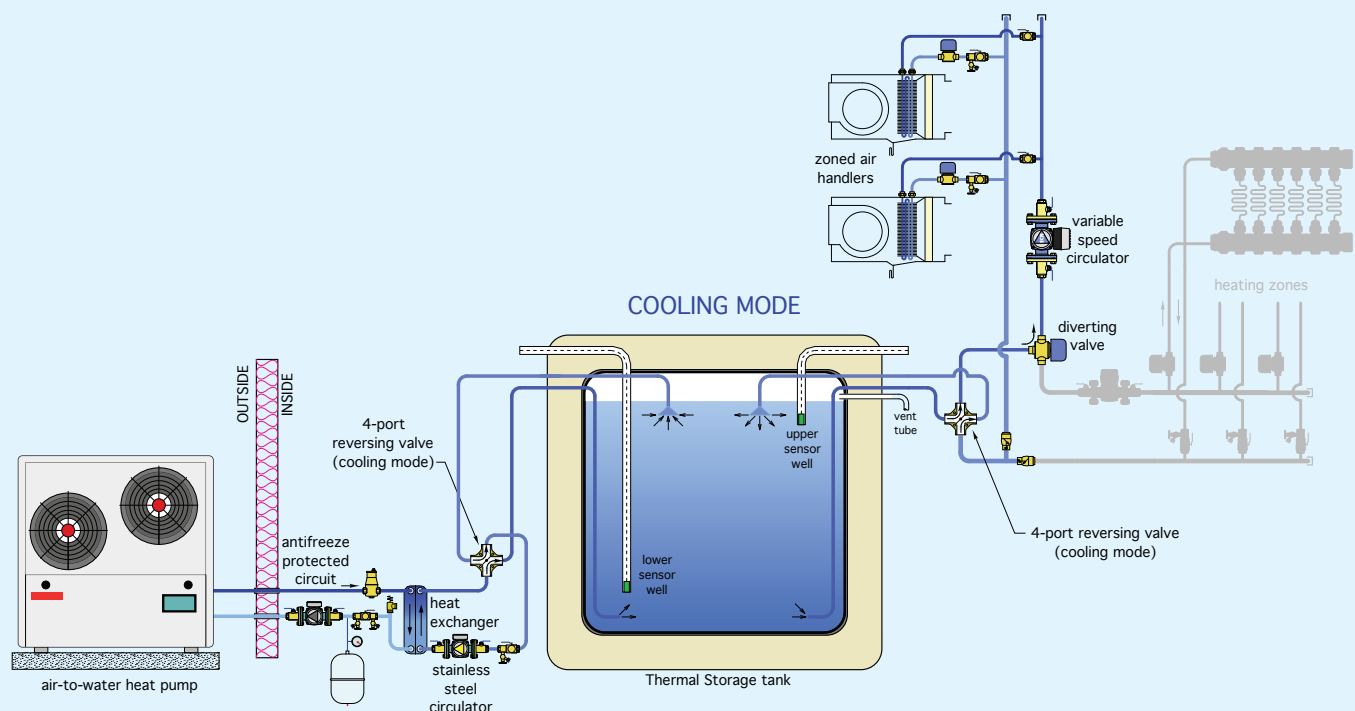 COOLING MODE
zoned air
handlers
variable
speed
circulator
heating zones
diverting
valve
OUTSIDE
INSIDE
4-port
reversing valve
(cooling mode)
upper
sensor
well
vent
tube
4-port reversing valve
(cooling mode)
antifreeze
protected
circuit
lower
sensor
well
heat
exchanger
stainless
steel
circulator
air-to-water heat pump
Thermal Storage tank